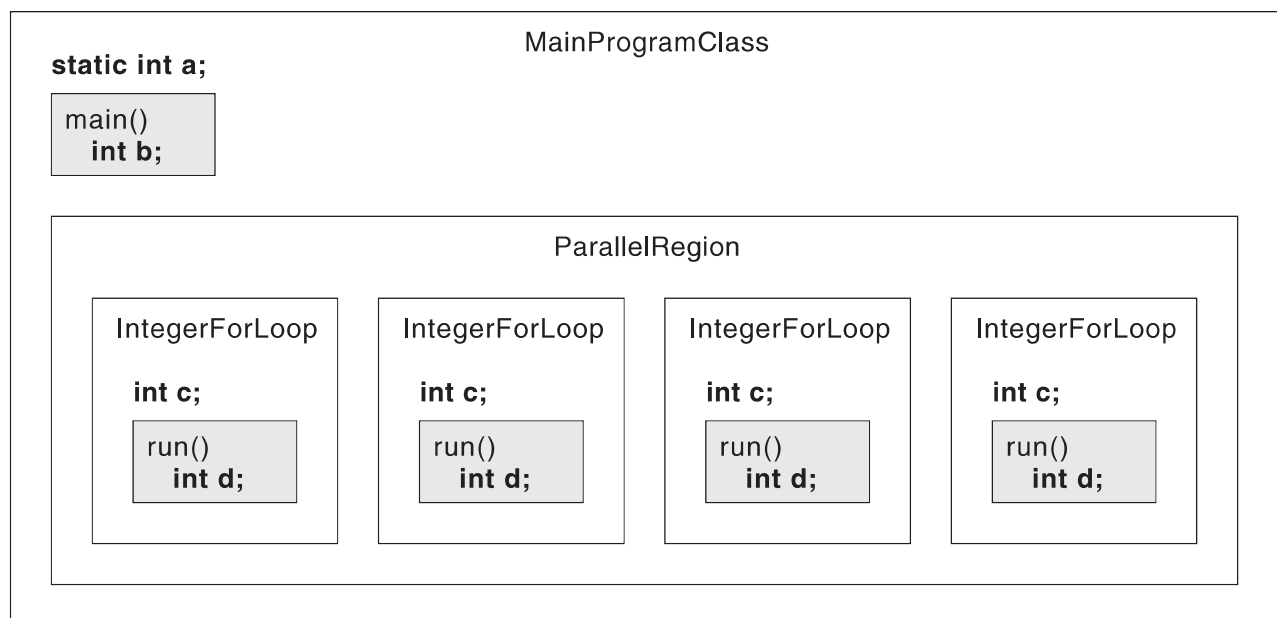 MainProgramClass
static int a;
main()
int b;
ParallelRegion
IntegerForLoop
int c;
run()
int d;
IntegerForLoop
int c;
run()
int d;
IntegerForLoop
int c;
run()
int d;
IntegerForLoop
int c;
run()
int d;